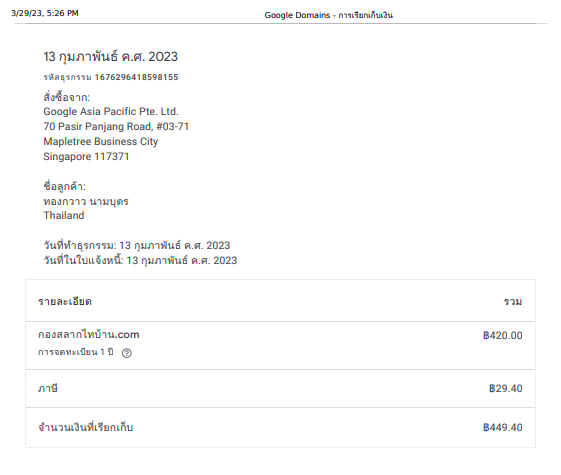 3/29/23, 5:26 PM Google Domains - การเรียกเก็บเงิน
13 กุมภาพันธ์ ค.ศ. 2023
รหัสธุรกรรม 1676296418598155
สั่งซื้อจาก:
Google Asia Pacific Pte. Ltd.
70 Pasir Panjang Road, #03-71
Mapletree Business City
Singapore 117371
ชื่อลูกค้า:
ทองกวาว นามบุตร
Thailand
วันที่ทำธุรกรรม: 13 กุมภาพันธ์ ค.ศ. 2023
วันที่ในใบแจ้งหนี้: 13 กุมภาพันธ์ ค.ศ. 2023
รายละเอียด รวม
กองสลากไทบ้าน.com ฿420.00
การจดทะเบียน 1 ปี
ภาษี ฿29.40
จำนวนเงินที่เรียกเก็บ ฿449.40